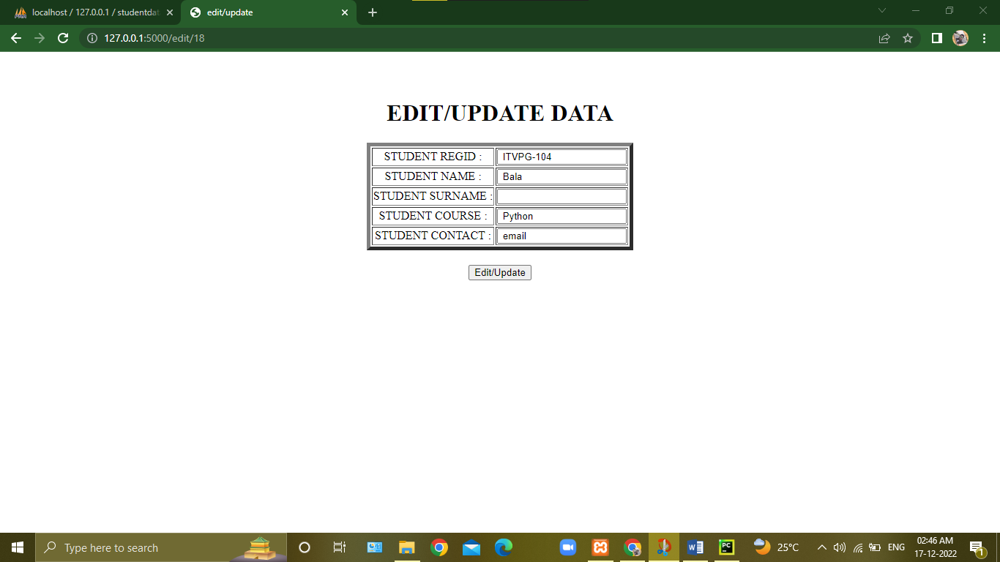 localhost / 127.0.0.1 / studentdat
edit/update
127.0.0.1:5000/edit/18
EDIT/UPDATE DATA
STUDENT REGID : ITVPG-104
STUDENT NAME : Bala
STUDENT SURNAME :
STUDENT COURSE : Python
STUDENT CONTACT : email
Edit/Update
Type here to search
PC
25°C
ENG
02:46 AM
17-12-2022
1